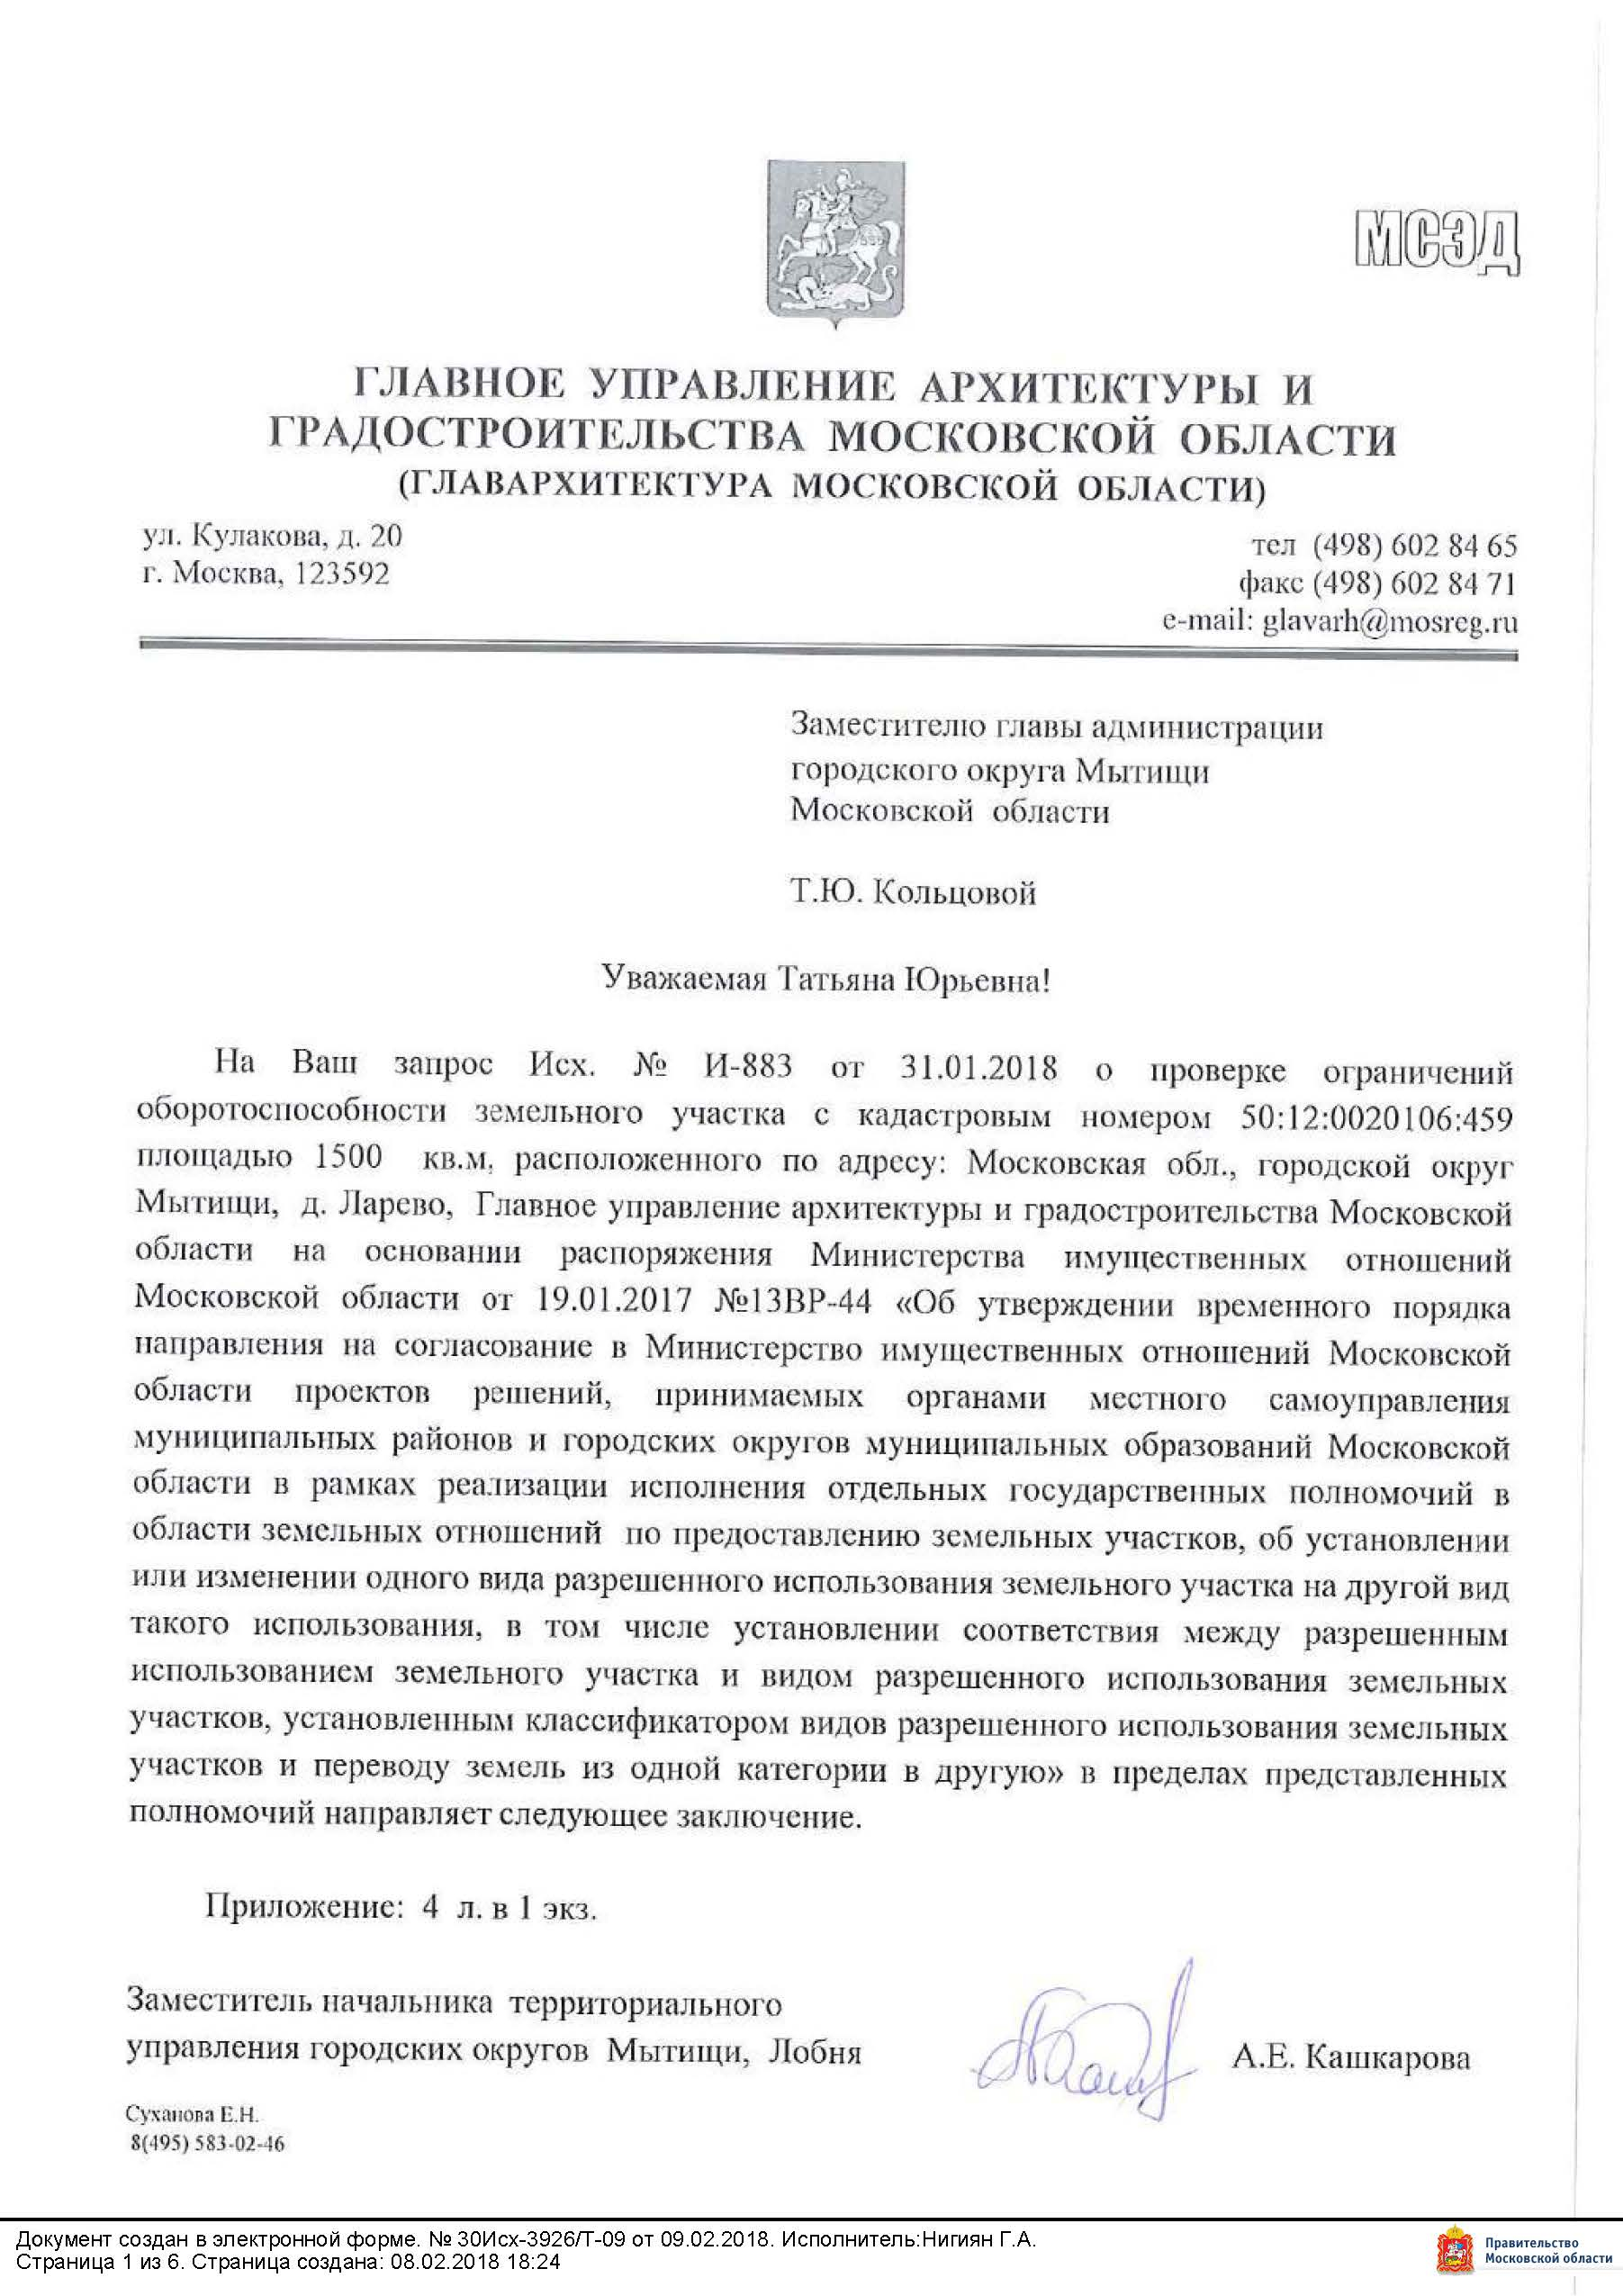 МСЭД
ГЛАВНОЕ УПРАВЛЕНИЕ АРХИТЕКТУРЫ И
ГРАДОСТРОИТЕЛЬСТВА МОСКОВСКОЙ ОБЛАСТИ
(ГЛАВАРХИТЕКТУРА МОСКОВСКОЙ ОБЛАСТИ)
ул. Кулакова, д. 20
г. Москва, 123592
тел (498) 602 84 65
факс (498) 602 84 71
e-mail: glavarh@mosreg.ru
Заместителю главы администрации
городского округа Мытищи
Московской области
Т.Ю. Кольцовой
Уважаемая Татьяна Юрьевна!
На Ваш запрос Исх. № И-883 от 31.01.2018 о проверке ограничений
оборотоспособности земельного участка с кадастровым номером 50:12:0020106:459
площадью 1500 кв.м, расположенного по адресу: Московская обл., городской округ
Мытищи, д. Ларево, Главное управление архитектуры и градостроительства Московской
области на основании распоряжения Министерства имущественных отношений
Московской области от 19.01.2017 №13ВР-44 «Об утверждении временного порядка
направления на согласование в Министерство имущественных отношений Московской
области проектов решений, принимаемых органами местного самоуправления
муниципальных районов и городских округов муниципальных образований Московской
области в рамках реализации исполнения отдельных государственных полномочий в
области земельных отношений по предоставлению земельных участков, об установлении
или изменении одного вида разрешенного использования земельного участка на другой вид
такого использования, в том числе установлении соответствия между разрешенным
использованием земельного участка и видом разрешенного использования земельных
участков, установленным классификатором видов разрешенного использования земельных
участков и переводу земель из одной категории в другую» в пределах представленных
полномочий направляет следующее заключение.
Приложение: 4 л. в 1 экз.
Заместитель начальника территориального
управления городских округов Мытищи, Лобня
А.Е. Кашкарова
Суханова Е.Н.
8(495) 583-02-46
Документ создан в электронной форме. № 30Исх-3926/Т-09 от 09.02.2018. Исполнитель:Нигиян Г.А.
Страница 1 из 6. Страница создана: 08.02.2018 18:24
Правительство
Московской области